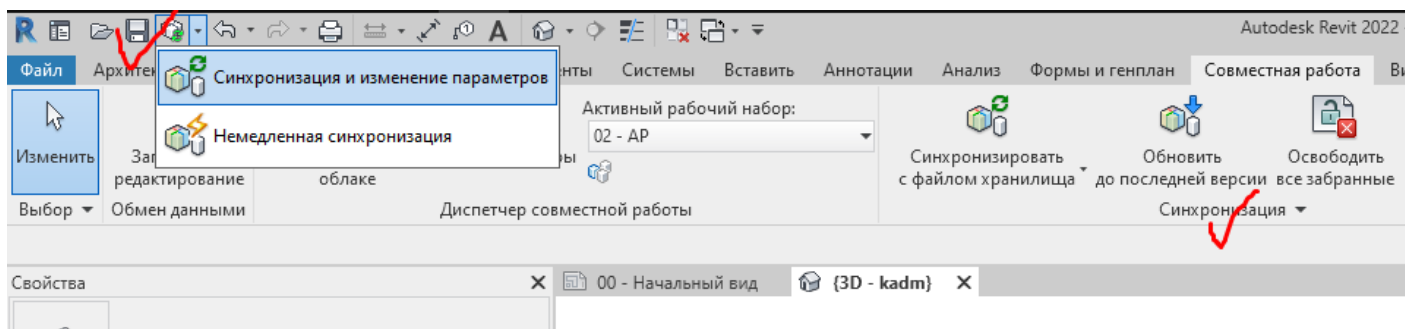 Autodesk Revit 2022
Файл
Синхронизация и изменение параметров
Системы Вставить Аннотации Анализ Формы и генплан Совместная работа
Немедленная синхронизация
Активный рабочий набор:
02 - АР
Изменить
редактирование
облаке
Синхронизировать
с файлом хранилища
Обновить
до последней версии
Освободить
все забранные
Выбор Обмен данными Диспетчер совместной работы Синхронизация
Свойства
00 - Начальный вид {3D - kadm}